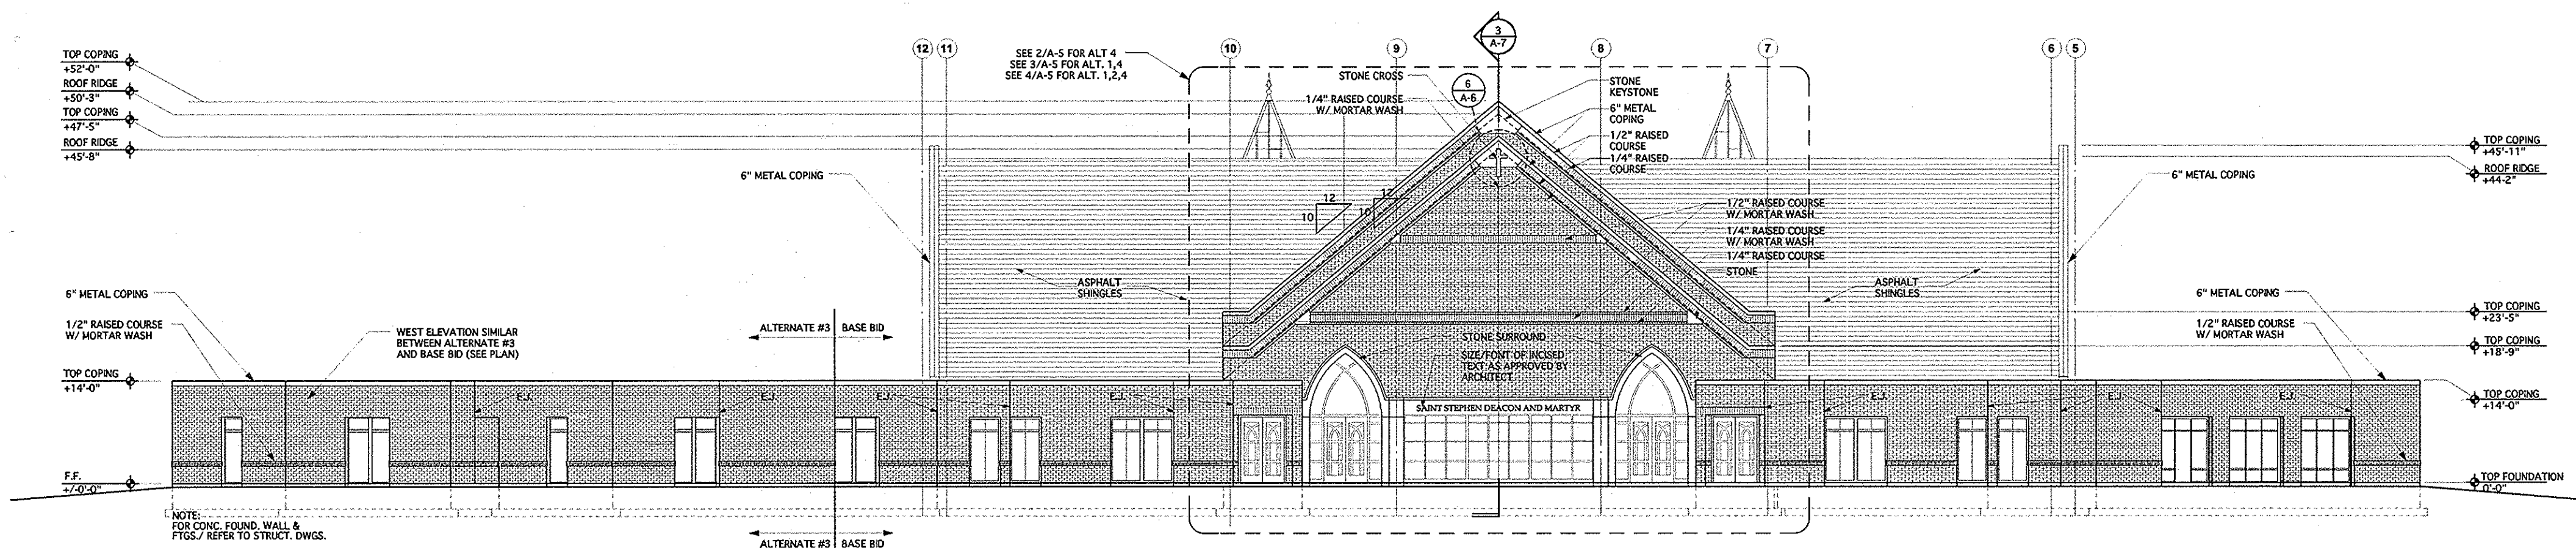 TOP COPING
+52'-0"
ROOF RIDGE
+50'-3"
TOP COPING
+47'-5"
ROOF RIDGE
+45'-8"
12
11
SEE 2/A-5 FOR ALT 4
SEE 3/A-5 FOR ALT. 1,4
SEE 4/A-5 FOR ALT. 1,2,4
10
9
3
A-7
8
7
6
5
STONE CROSS
6
A-6
STONE
KEYSTONE
1/4" RAISED COURSE
W/ MORTAR WASH
6" METAL
COPING
1/2" RAISED
COURSE
1/4" RAISED
COURSE
TOP COPING
+45'-11"
ROOF RIDGE
+44'-2"
6" METAL COPING
6" METAL COPING
12
10
12
10
1/2" RAISED COURSE
W/ MORTAR WASH
1/4" RAISED COURSE
W/ MORTAR WASH
1/4" RAISED COURSE
STONE
ASPHALT
SHINGLES
ASPHALT
SHINGLES
6" METAL COPING
6" METAL COPING
TOP COPING
+23'-5"
1/2" RAISED COURSE
W/ MORTAR WASH
WEST ELEVATION SIMILAR
BETWEEN ALTERNATE #3
AND BASE BID (SEE PLAN)
ALTERNATE #3
BASE BID
STONE SURROUND
SIZE/FONT OF INCISED
TEXT AS APPROVED BY
ARCHITECT
1/2" RAISED COURSE
W/ MORTAR WASH
TOP COPING
+18'-9"
TOP COPING
+14'-0"
E.J.
E.J.
E.J.
E.J.
E.J.
E.J.
E.J.
E.J.
TOP COPING
+14'-0"
SAINT STEPHEN DEACON AND MARTYR
F.F.
+/-0'-0"
TOP FOUNDATION
0'-0"
NOTE:
FOR CONC. FOUND. WALL &
FTGS./ REFER TO STRUCT. DWGS.
ALTERNATE #3
BASE BID